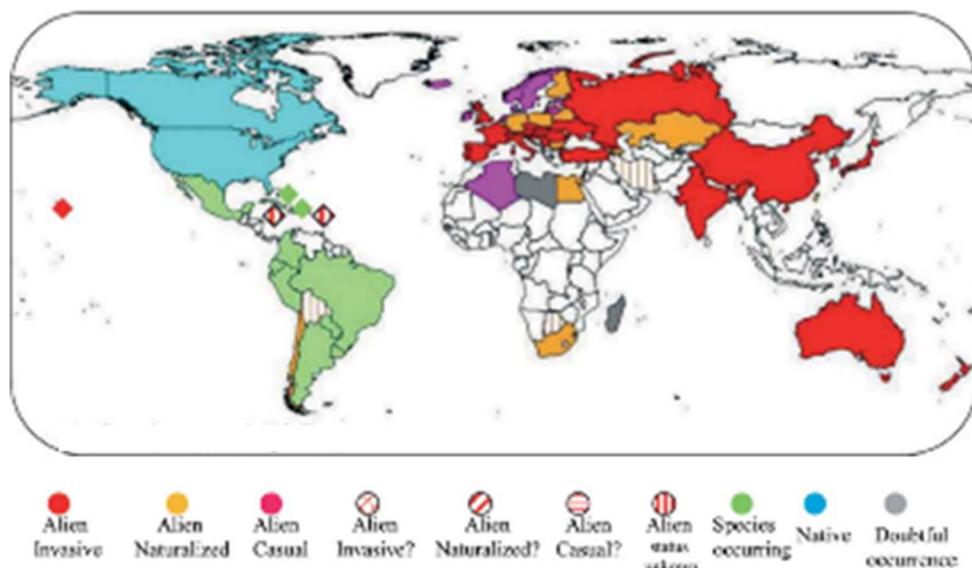 Alien Invasive
Alien Naturalized
Alien Casual
Alien Invasive?
Alien Naturalized?
Alien Casual?
Alien status
Species occurring
Native
Doubtful occurrence